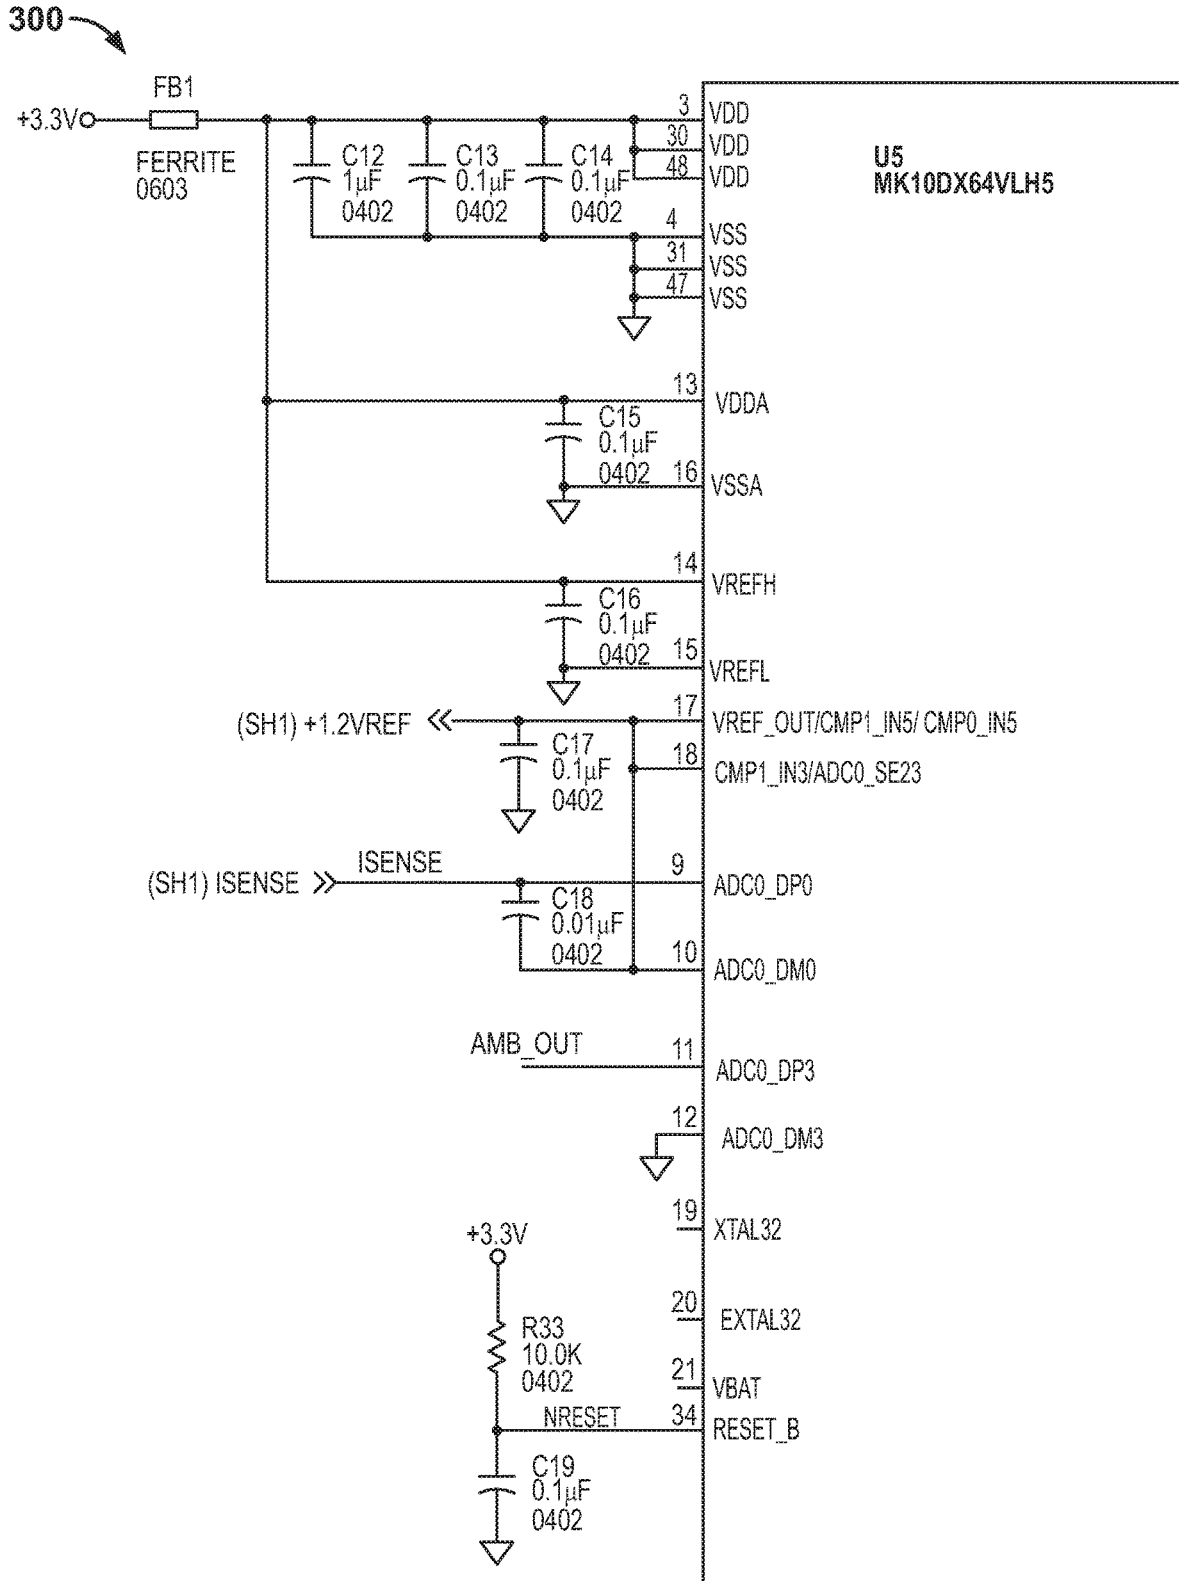 300
FB1
+3.3V
FERRITE
0603
C12
1µF
0402
C13
0.1µF
0402
C14
0.1µF
0402
3 VDD
30 VDD
48 VDD
4 VSS
31 VSS
47 VSS
U5
MK10DX64VLH5
13 VDDA
C15
0.1µF
0402
16 VSSA
14 VREFH
C16
0.1µF
0402
15 VREFL
(SH1) +1.2VREF
17 VREF_OUT/CMP1_IN5/ CMP0_IN5
C17
0.1µF
0402
18 CMP1_IN3/ADC0_SE23
(SH1) ISENSE
ISENSE
9 ADC0_DP0
C18
0.01µF
0402
10 ADC0_DM0
AMB_OUT
11 ADC0_DP3
12 ADC0_DM3
19 XTAL32
+3.3V
20 EXTAL32
R33
10.0K
0402
21 VBAT
NRESET
34 RESET_B
C19
0.1µF
0402